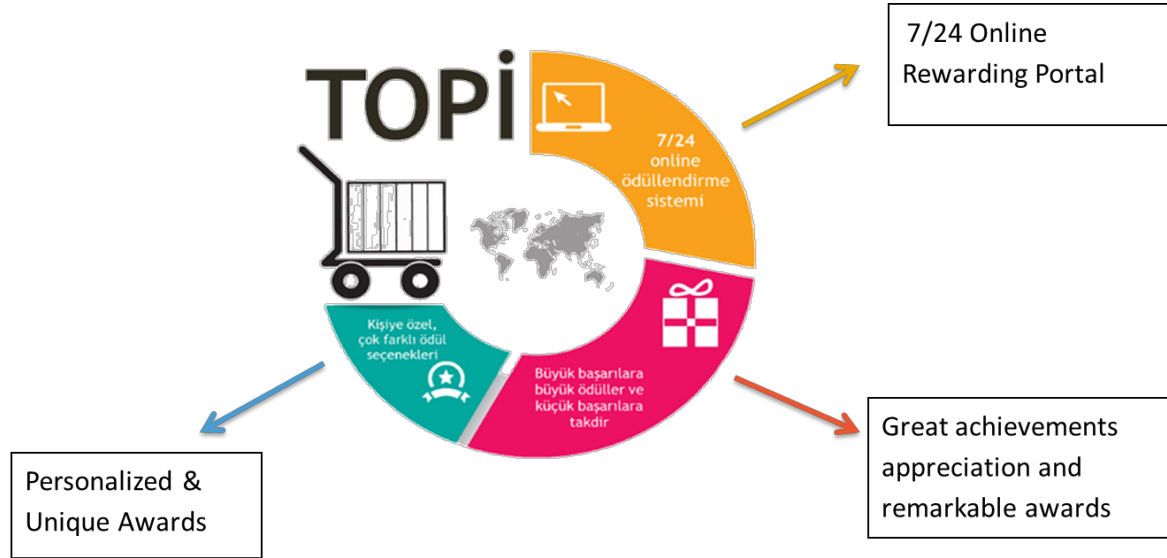 TOPİ
7/24 Online
Rewarding Portal
7/24
online
ödüllendirme
sistemi
Kişiye özel,
çok farklı ödül
seçenekleri
Büyük başarılara
büyük ödüller ve
küçük başarılara
takdir
Great achievements
appreciation and
remarkable awards
Personalized &
Unique Awards